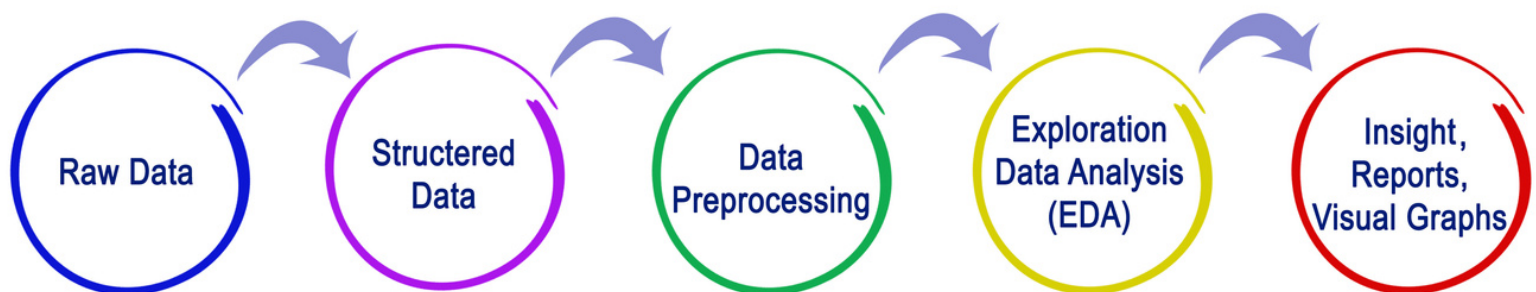 Raw Data
Structered
Data
Data
Preprocessing
Exploration
Data Analysis
(EDA)
Insight,
Reports,
Visual Graphs